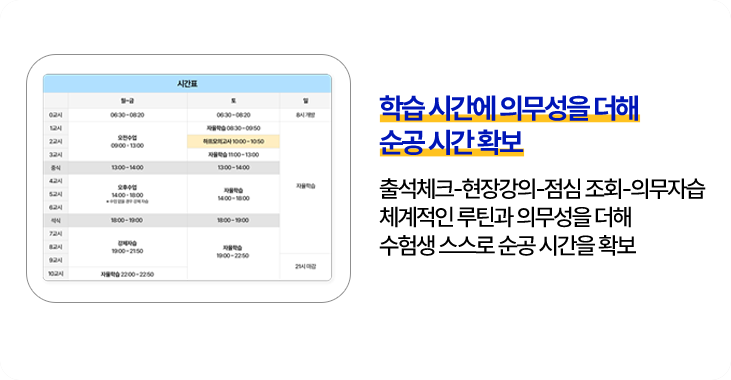 시간표
월~금 토 일
0교시 06:30~08:20 06:30~08:20 8시 개방
1교시 자율학습 08:30~09:50
오전수업
2교시 하프모의고사 10:00~10:50
09:00 - 13:00
3교시 자율학습 11:00~13:00
중식 13:00~14:00 13:00~14:00
4교시
오후수업 자율학습
5교시 14:00 ~ 18:00 14:00 ~ 18:00
자율학습
6교시
석식 18:00~19:00 18:00~19:00
7교시
강제자습 자율학습
8교시 19:00~21:50 19:00~22:50
9교시
21시 마감
10교시 자율학습 22:00~22:50
학습 시간에 의무성을 더해
순공 시간 확보
출석체크-현장강의-점심 조회-의무자습
체계적인 루틴과 의무성을 더해
수험생 스스로 순공 시간을 확보